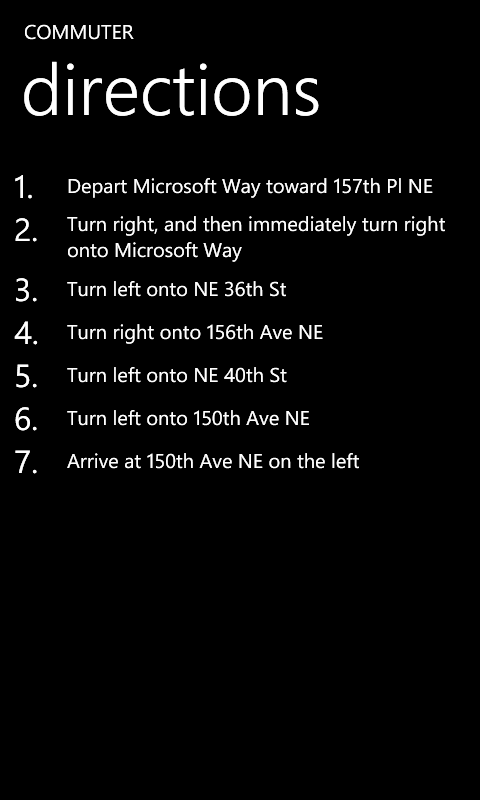 COMMUTER
directions
1. Depart Microsoft Way toward 157th Pl NE
2. Turn right, and then immediately turn right
onto Microsoft Way
3. Turn left onto NE 36th St
4. Turn right onto 156th Ave NE
5. Turn left onto NE 40th St
6. Turn left onto 150th Ave NE
7. Arrive at 150th Ave NE on the left